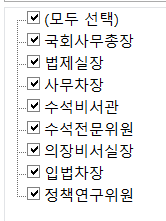 (모두 선택)
국회사무총장
법제실장
사무차장
수석비서관
수석전문위원
의장비서실장
입법차장
정책연구위원